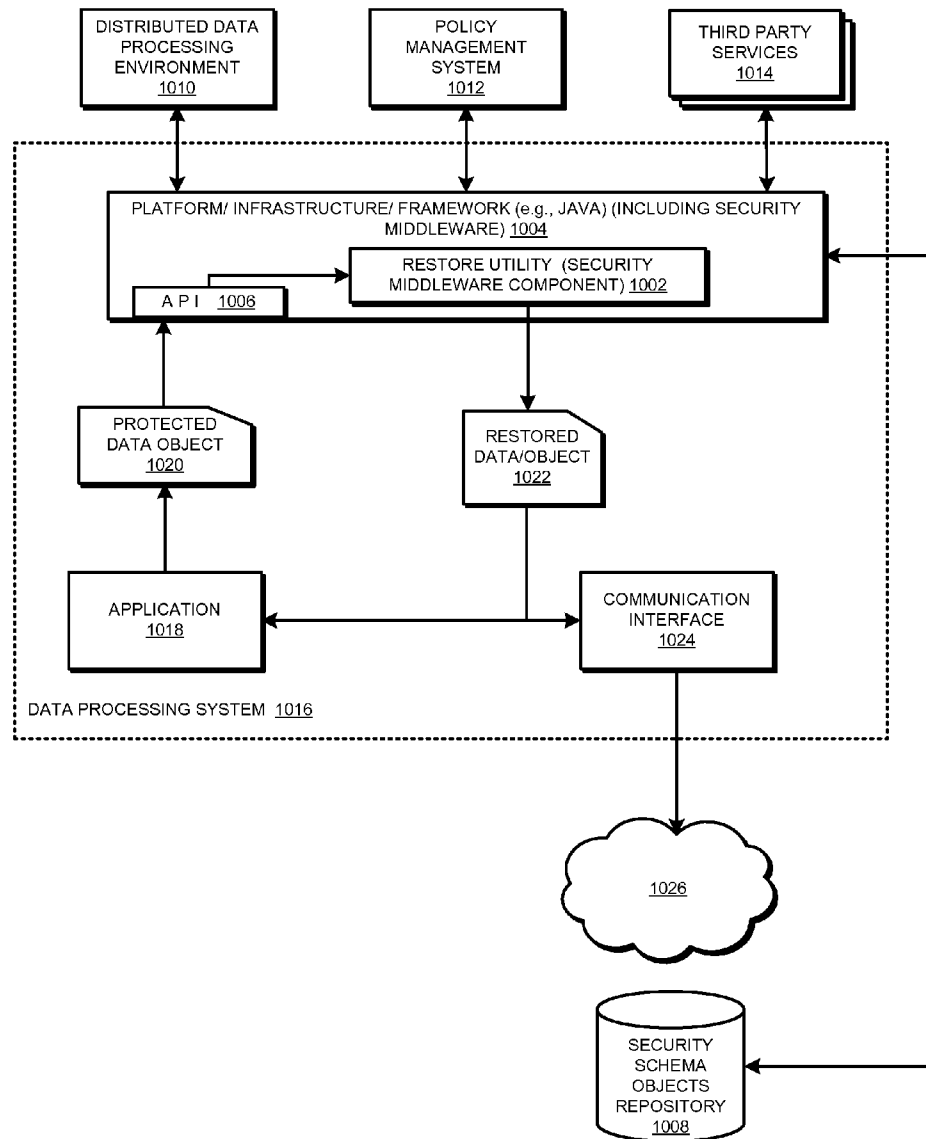 DISTRIBUTED DATA
PROCESSING
ENVIRONMENT
1010
POLICY
MANAGEMENT
SYSTEM
1012
THIRD PARTY
SERVICES
1014
PLATFORM/ INFRASTRUCTURE/ FRAMEWORK (e.g., JAVA) (INCLUDING SECURITY
MIDDLEWARE) 1004
RESTORE UTILITY (SECURITY
MIDDLEWARE COMPONENT) 1002
A P I 1006
PROTECTED
DATA OBJECT
1020
RESTORED
DATA/OBJECT
1022
APPLICATION
1018
COMMUNICATION
INTERFACE
1024
DATA PROCESSING SYSTEM 1016
1026
SECURITY
SCHEMA
OBJECTS
REPOSITORY
1008